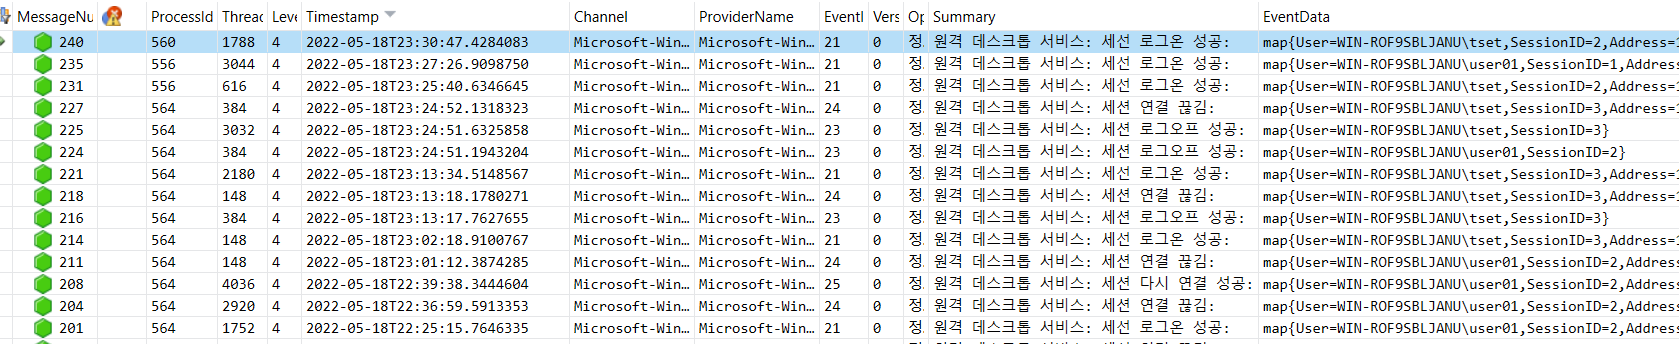 MessageNu ProcessId Thread Leve Timestamp Channel ProviderName EventI Vers Op Summary EventData
240 560 1788 4 2022-05-18T23:30:47.4284083 Microsoft-Win... Microsoft-Win... 21 0 정. 원격 데스크톱 서비스: 세션 로그온 성공: map{User=WIN-ROF9SBLJANU\tset,SessionID=2,Address=1
235 556 3044 4 2022-05-18T23:27:26.9098750 Microsoft-Win... Microsoft-Win... 21 0 정. 원격 데스크톱 서비스: 세션 로그온 성공: map{User=WIN-ROF9SBLJANU\user01,SessionID=1,Address
231 556 616 4 2022-05-18T23:25:40.6346645 Microsoft-Win... Microsoft-Win... 21 0 정. 원격 데스크톱 서비스: 세션 로그온 성공: map{User=WIN-ROF9SBLJANU\tset,SessionID=2,Address=1
227 564 384 4 2022-05-18T23:24:52.1318323 Microsoft-Win... Microsoft-Win... 24 0 정. 원격 데스크톱 서비스: 세션 연결 끊김: map{User=WIN-ROF9SBLJANU\tset,SessionID=3,Address=1
225 564 3032 4 2022-05-18T23:24:51.6325858 Microsoft-Win... Microsoft-Win... 23 0 정. 원격 데스크톱 서비스: 세션 로그오프 성공: map{User=WIN-ROF9SBLJANU\tset,SessionID=3}
224 564 384 4 2022-05-18T23:24:51.1943204 Microsoft-Win... Microsoft-Win... 23 0 정. 원격 데스크톱 서비스: 세션 로그오프 성공: map{User=WIN-ROF9SBLJANU\user01,SessionID=2}
221 564 2180 4 2022-05-18T23:13:34.5148567 Microsoft-Win... Microsoft-Win... 21 0 정. 원격 데스크톱 서비스: 세션 로그온 성공: map{User=WIN-ROF9SBLJANU\tset,SessionID=3,Address=1
218 564 148 4 2022-05-18T23:13:18.1780271 Microsoft-Win... Microsoft-Win... 24 0 정. 원격 데스크톱 서비스: 세션 연결 끊김: map{User=WIN-ROF9SBLJANU\tset,SessionID=3,Address=1
216 564 384 4 2022-05-18T23:13:17.7627655 Microsoft-Win... Microsoft-Win... 23 0 정. 원격 데스크톱 서비스: 세션 로그오프 성공: map{User=WIN-ROF9SBLJANU\tset,SessionID=3}
214 564 148 4 2022-05-18T23:02:18.9100767 Microsoft-Win... Microsoft-Win... 21 0 정. 원격 데스크톱 서비스: 세션 로그온 성공: map{User=WIN-ROF9SBLJANU\tset,SessionID=3,Address=1
211 564 148 4 2022-05-18T23:01:12.3874285 Microsoft-Win... Microsoft-Win... 24 0 정. 원격 데스크톱 서비스: 세션 연결 끊김: map{User=WIN-ROF9SBLJANU\user01,SessionID=2,Address
208 564 4036 4 2022-05-18T22:39:38.3444604 Microsoft-Win... Microsoft-Win... 25 0 정. 원격 데스크톱 서비스: 세션 다시 연결 성공: map{User=WIN-ROF9SBLJANU\user01,SessionID=2,Address
204 564 2920 4 2022-05-18T22:36:59.5913353 Microsoft-Win... Microsoft-Win... 24 0 정. 원격 데스크톱 서비스: 세션 연결 끊김: map{User=WIN-ROF9SBLJANU\user01,SessionID=2,Address
201 564 1752 4 2022-05-18T22:25:15.7646335 Microsoft-Win... Microsoft-Win... 21 0 정. 원격 데스크톱 서비스: 세션 로그온 성공: map{User=WIN-ROF9SBLJANU\user01,SessionID=2,Address